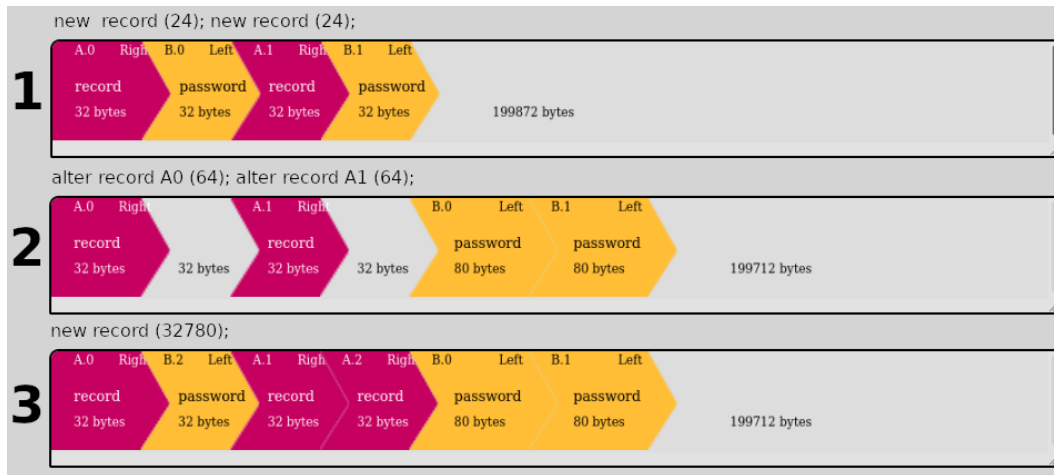 new record (24); new record (24);
1
A.0 Righ B.0 Left A.1 Righ B.1 Left
record password record password
32 bytes 32 bytes 32 bytes 32 bytes 199872 bytes
alter record A0 (64); alter record A1 (64);
2
A.0 Right A.1 Right B.0 Left B.1 Left
record record password password
32 bytes 32 bytes 32 bytes 32 bytes 80 bytes 80 bytes 199712 bytes
new record (32780);
3
A.0 Righ B.2 Left A.1 Righ A.2 Righ B.0 Left B.1 Left
record password record record password password
32 bytes 32 bytes 32 bytes 32 bytes 80 bytes 80 bytes 199712 bytes